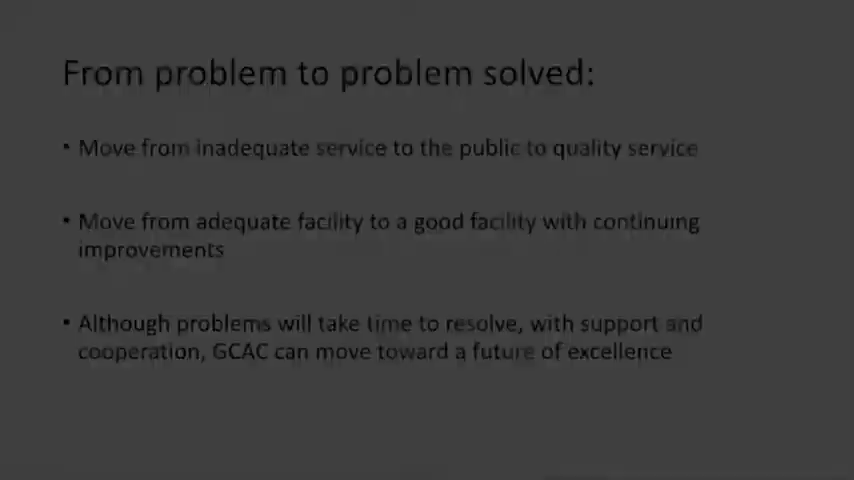 From problem to problem solved:
• Move from inadequate service to the public to quality service
• Move from adequate facility to a good facility with continuing
improvements
• Although problems will take time to resolve, with support and
cooperation, GCAC can move toward a future of excellence